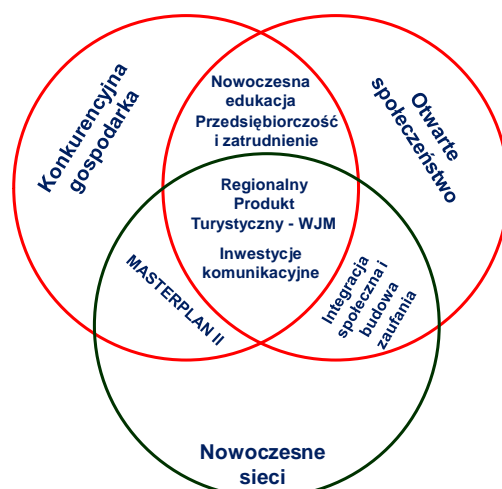 Konkurencyjna
gospodarka
Nowoczesna
edukacja
Przedsiębiorczość
i zatrudnienie
Otwarte
społeczeństwo
Regionalny
Produkt
Turystyczny - WJM
Inwestycje
komunikacyjne
MASTERPLAN II
Integracja
społeczna i
budowa
zaufania
Nowoczesne
sieci